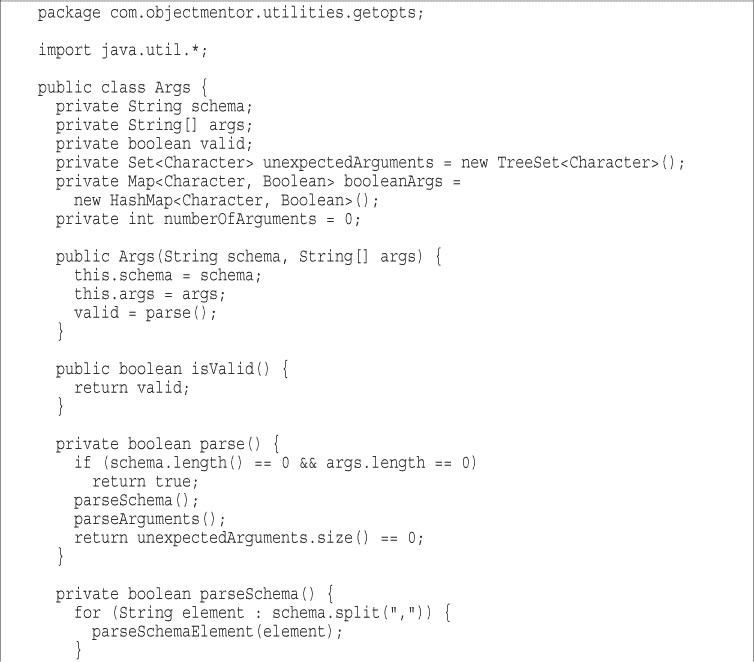 package com.objectmentor.utilities.getopts;
import java.util.*;
public class Args {
private String schema;
private String[] args;
private boolean valid;
private Set<Character> unexpectedArguments = new TreeSet<Character>();
private Map<Character, Boolean> booleanArgs =
new HashMap<Character, Boolean>();
private int numberOfArguments = 0;
public Args(String schema, String[] args) {
this.schema = schema;
this.args = args;
valid = parse();
}
public boolean isValid() {
return valid;
}
private boolean parse() {
if (schema.length() == 0 && args.length == 0)
return true;
parseSchema();
parseArguments();
return unexpectedArguments.size() == 0;
}
private boolean parseSchema() {
for (String element : schema.split(",")) {
parseSchemaElement(element);
}